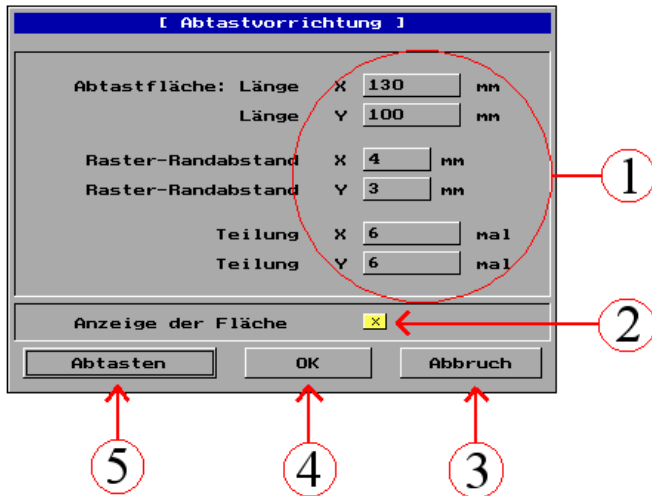 [ Abtastvorrichtung ]
Abtastfläche: Länge X 130 mm
Länge Y 100 mm
Raster-Randabstand X 4 mm
Raster-Randabstand Y 3 mm
Teilung X 6 mal
Teilung Y 6 mal
1
Anzeige der Fläche X
2
Abtasten OK Abbruch
5 4 3